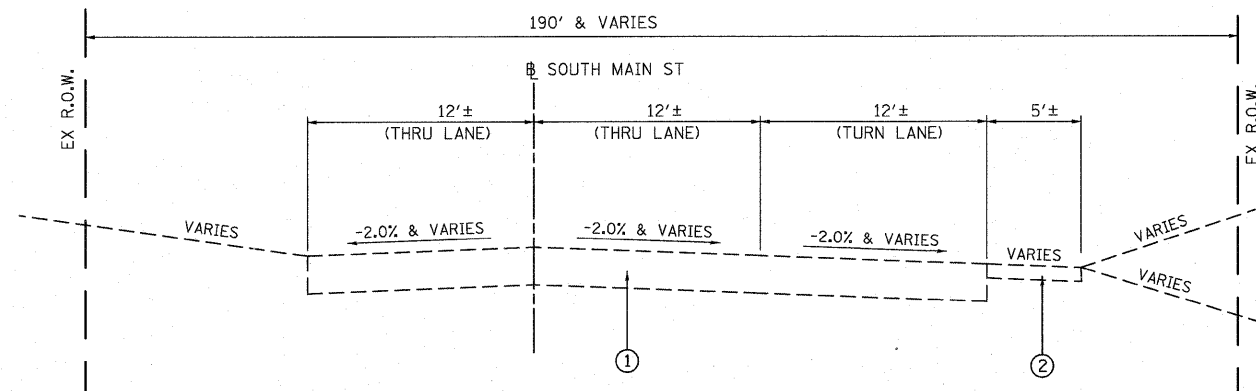 190' & VARIES
℄ SOUTH MAIN ST
EX R.O.W.
EX R.O.W.
12'± 12'± 12'± 5'±
(THRU LANE) (THRU LANE) (TURN LANE)
VARIES
-2.0% & VARIES
-2.0% & VARIES
-2.0% & VARIES
VARIES
VARIES
VARIES
1
2